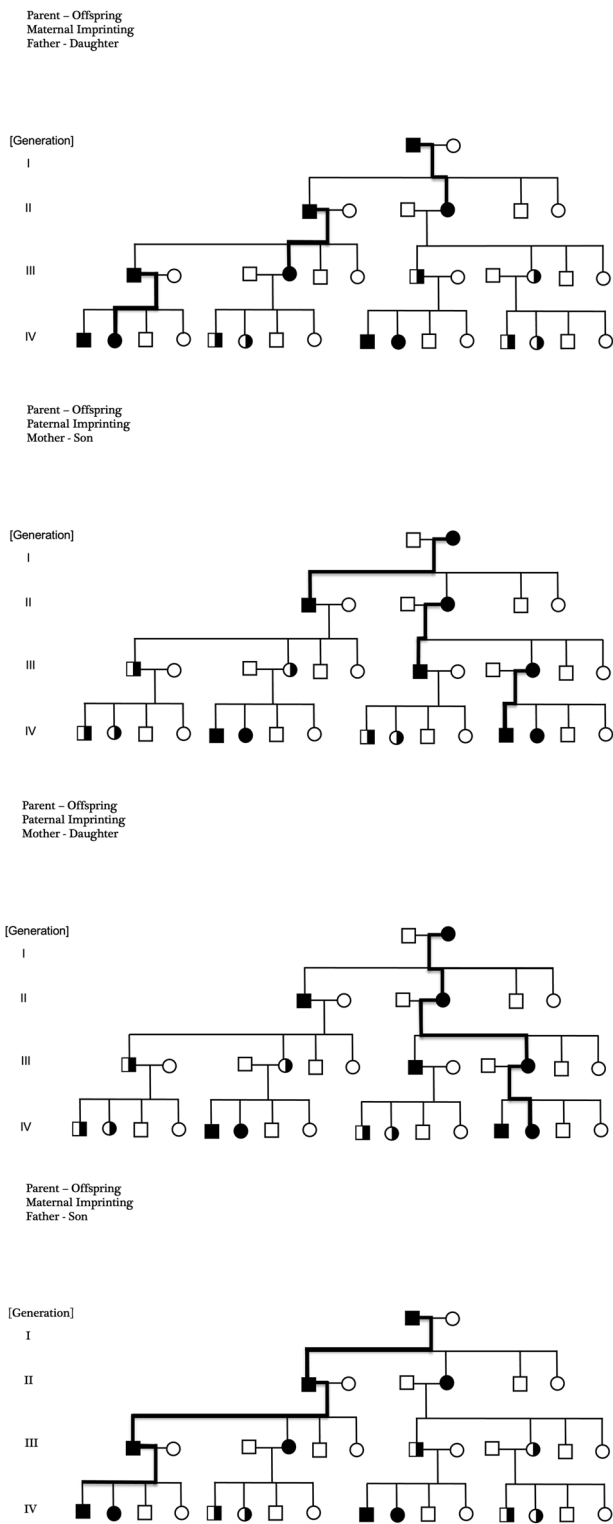 Parent – Offspring
Maternal Imprinting
Father - Daughter
[Generation]
I
II
III
IV
Parent – Offspring
Paternal Imprinting
Mother - Son
[Generation]
I
II
III
IV
Parent – Offspring
Paternal Imprinting
Mother - Daughter
[Generation]
I
II
III
IV
Parent – Offspring
Maternal Imprinting
Father - Son
[Generation]
I
II
III
IV